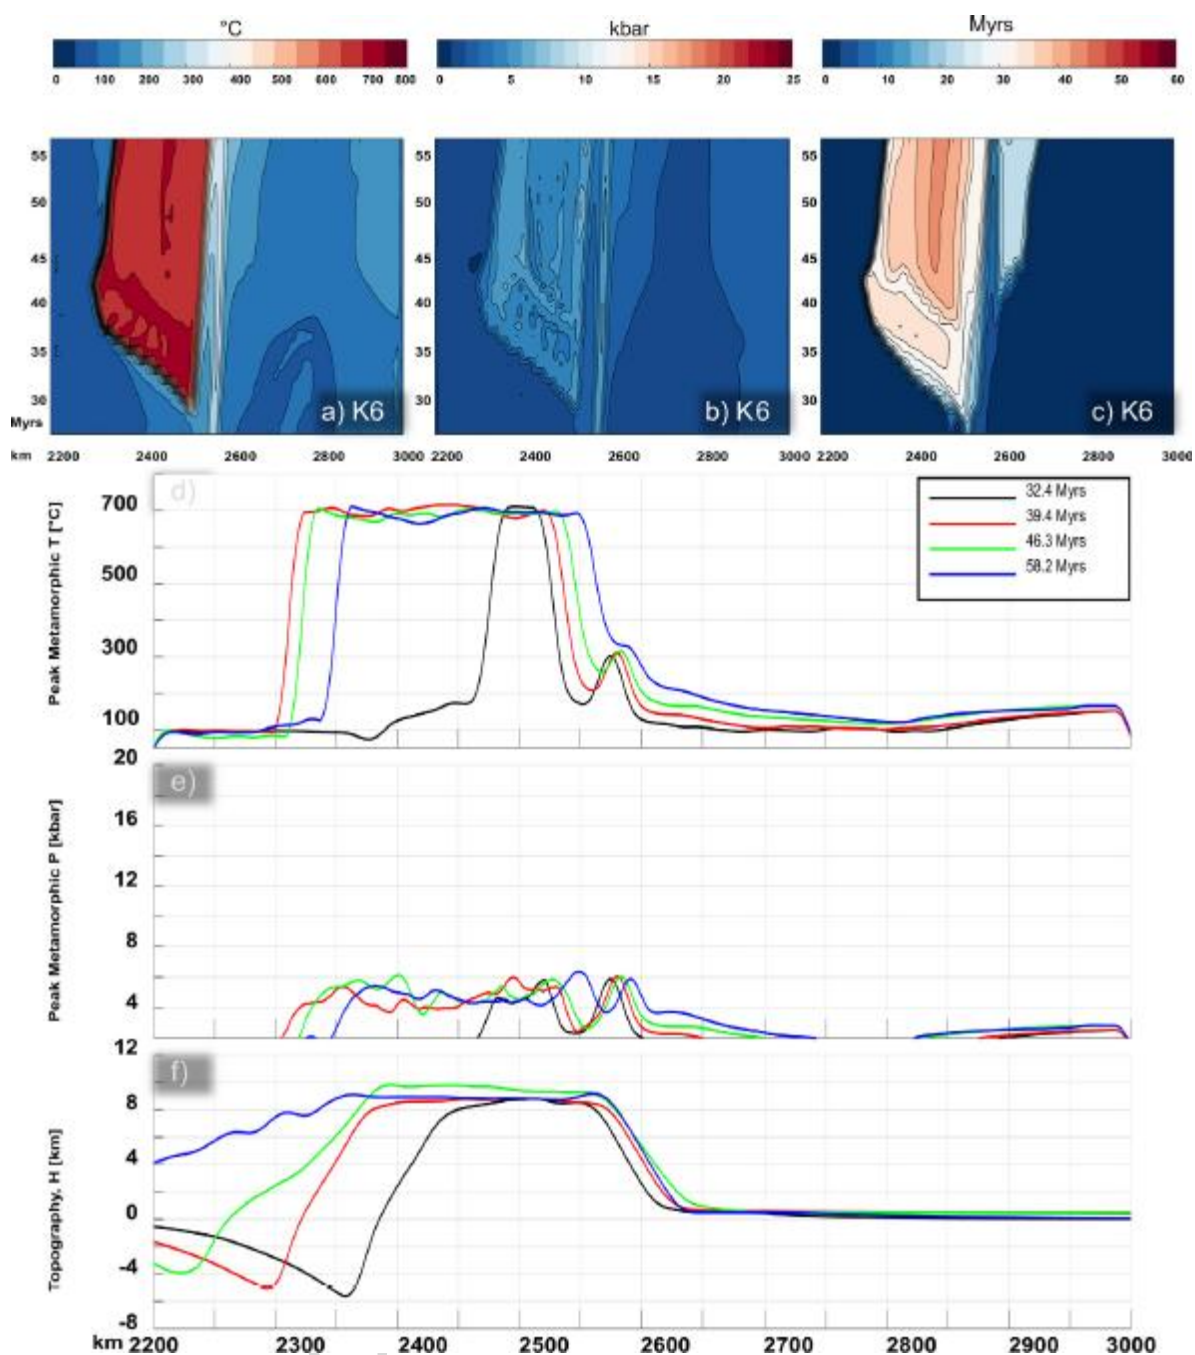 °C kbar Myrs
0 100 200 300 400 600 700 800 0 5 10 15 20 25 0 10 20 30 40 50 60
55 55 55
50 50 50
45 45 45
40 40 40
35 35 35
30 30 30
a) K6 b) K6 c) K6
Myrs
km 2200 2400 2600 2800 3000 2200 2400 2600 3000 2200 2400 2600 2800 3000
d)
700
500
300
100
Peak Metamorphic T [°C]
32.4 Myrs
39.4 Myrs
46.3 Myrs
58.2 Myrs
e)
20
16
12
8
4
Peak Metamorphic P [kbar]
f)
12
8
4
0
-4
-8
Topography, H [km]
km 2200 2300 2400 2500 2600 2700 2800 2900 3000